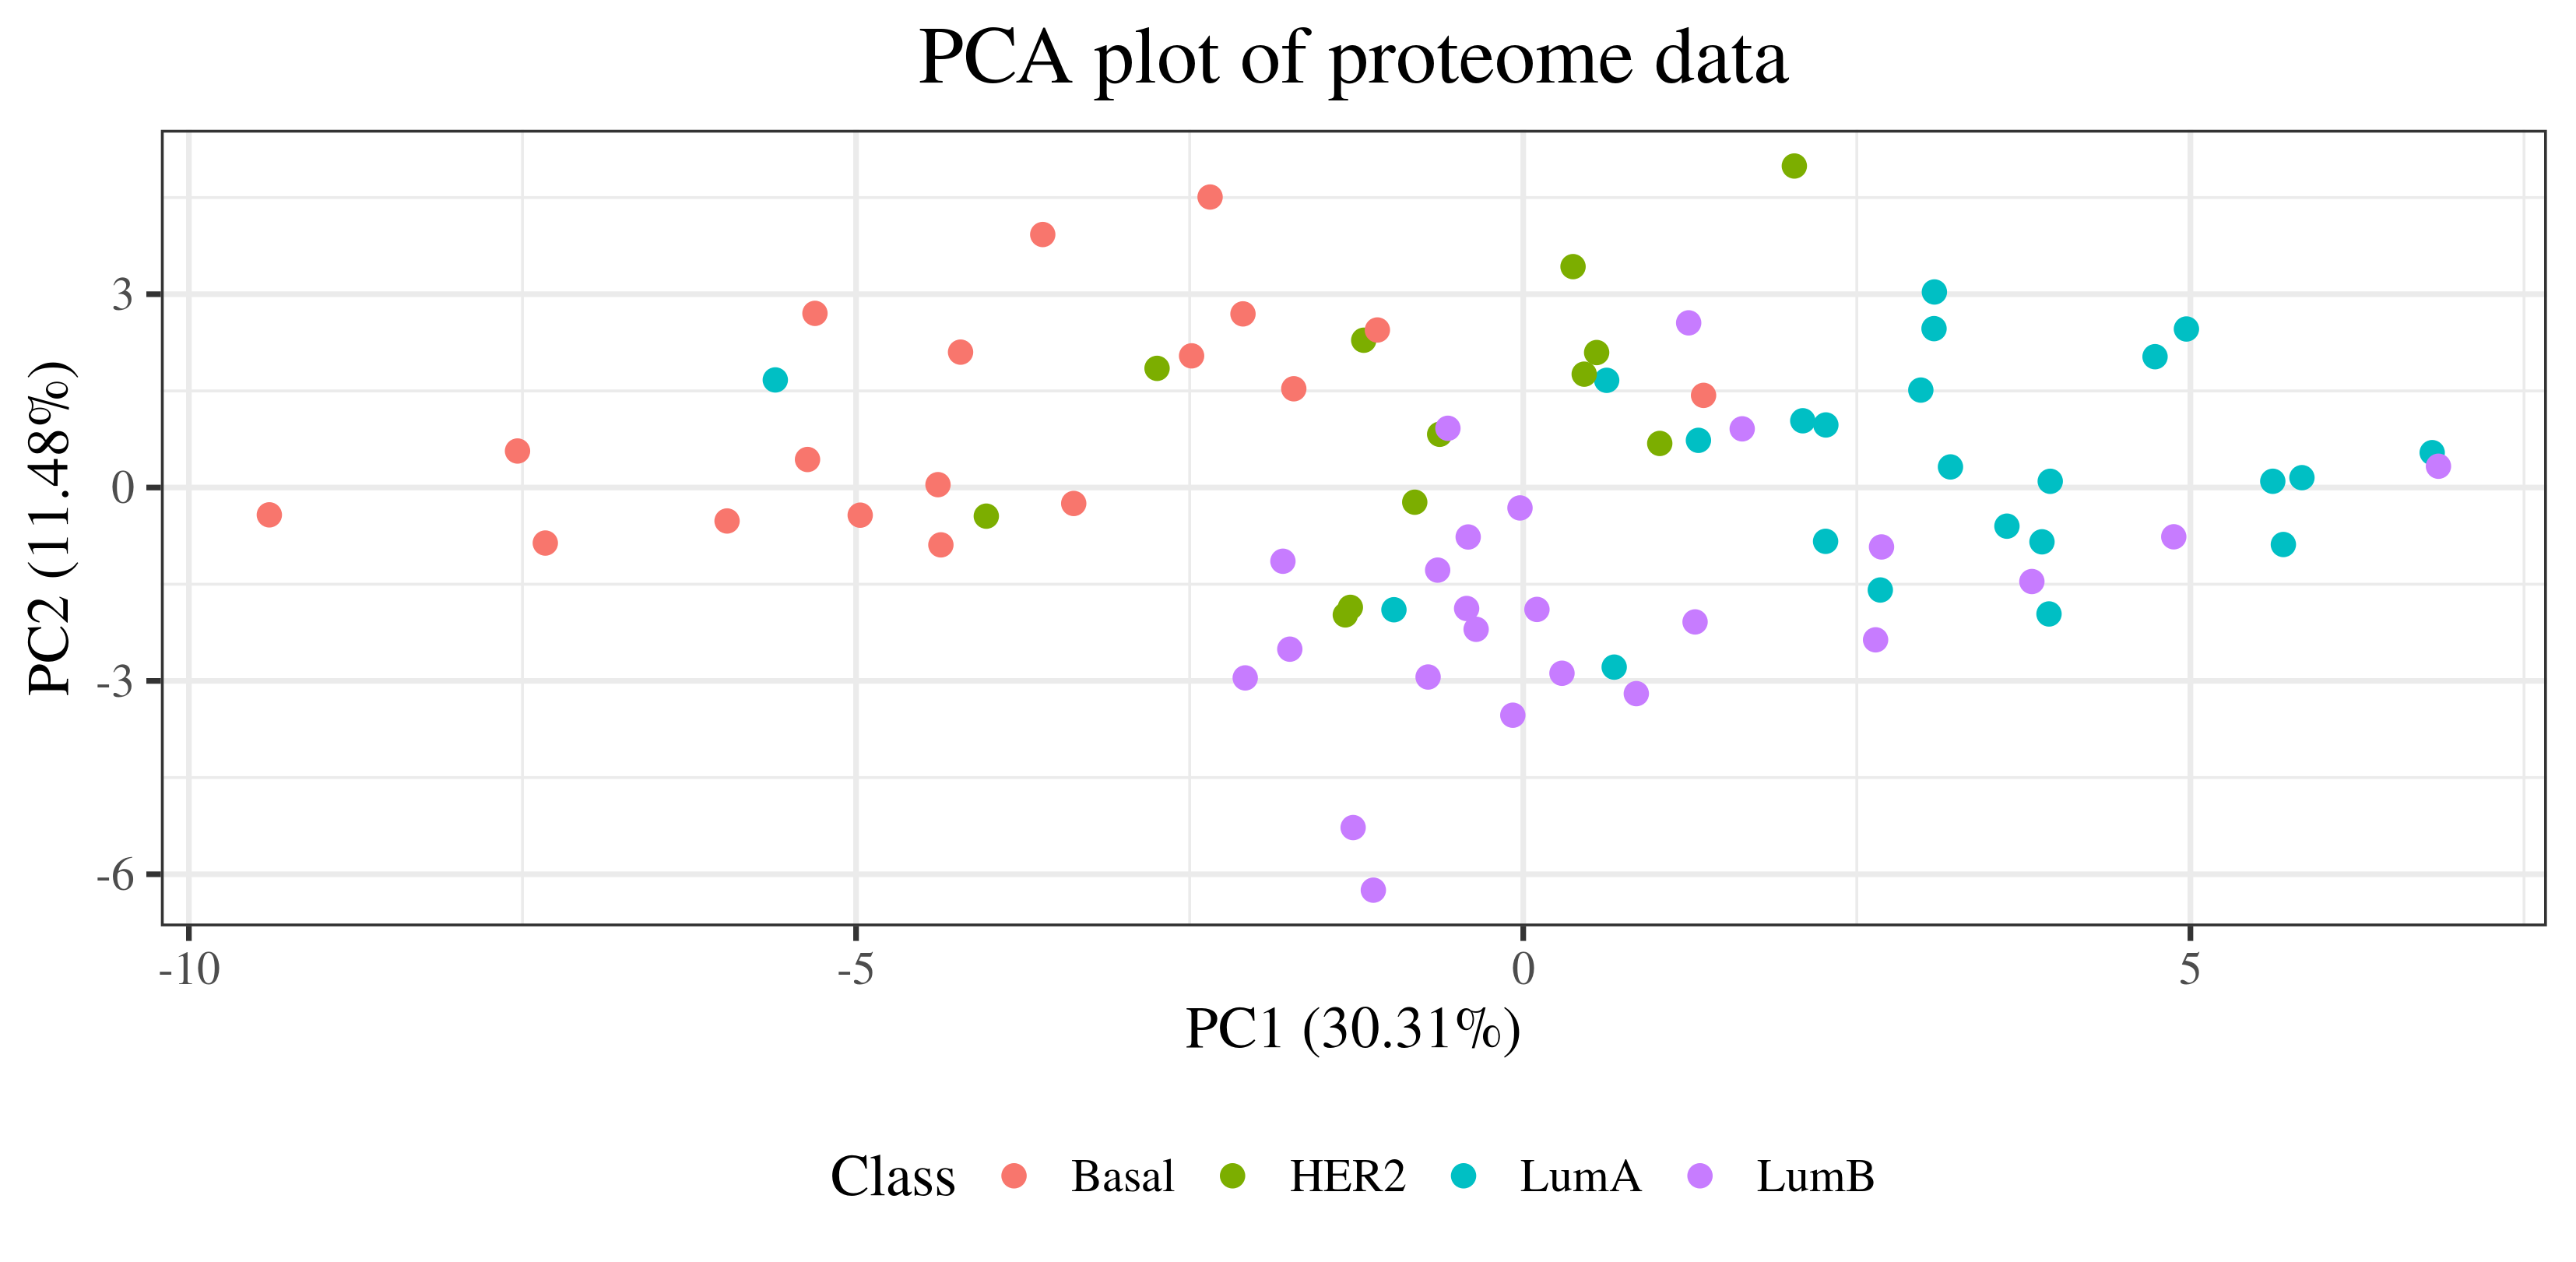 PCA plot of proteome data
PC2 (11.48%)
3
0
-3
-6
-10 -5 0 5
PC1 (30.31%)
Class Basal HER2 LumA LumB